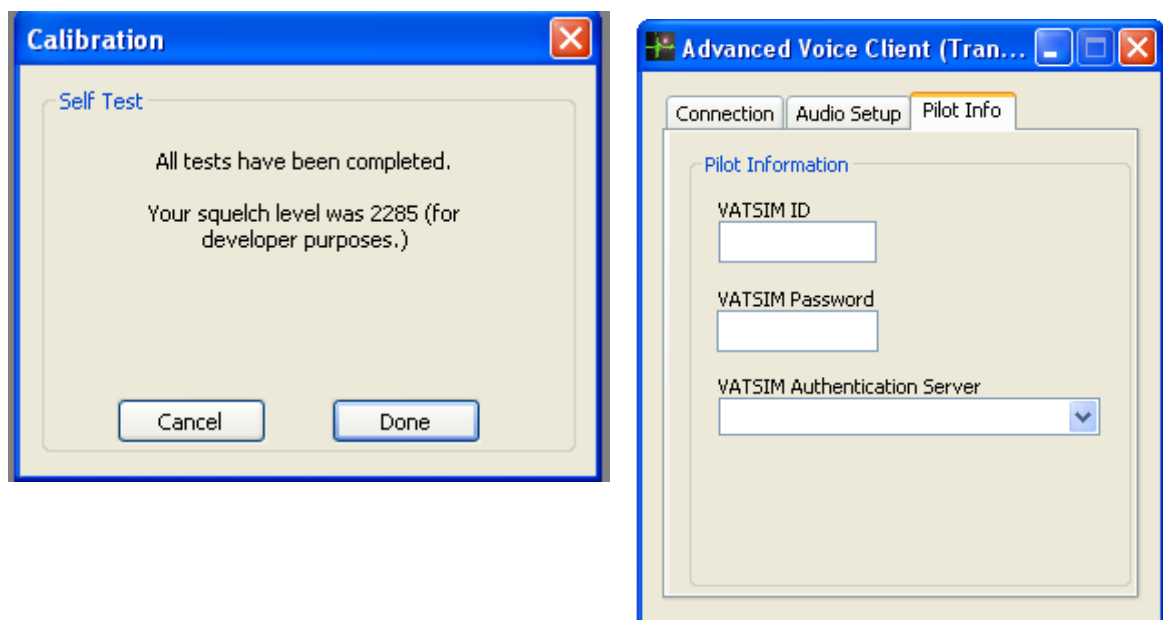 Calibration
Self Test
All tests have been completed.
Your squelch level was 2285 (for
developer purposes.)
Cancel
Done
Advanced Voice Client (Tran...
Connection
Audio Setup
Pilot Info
Pilot Information
VATSIM ID
VATSIM Password
VATSIM Authentication Server